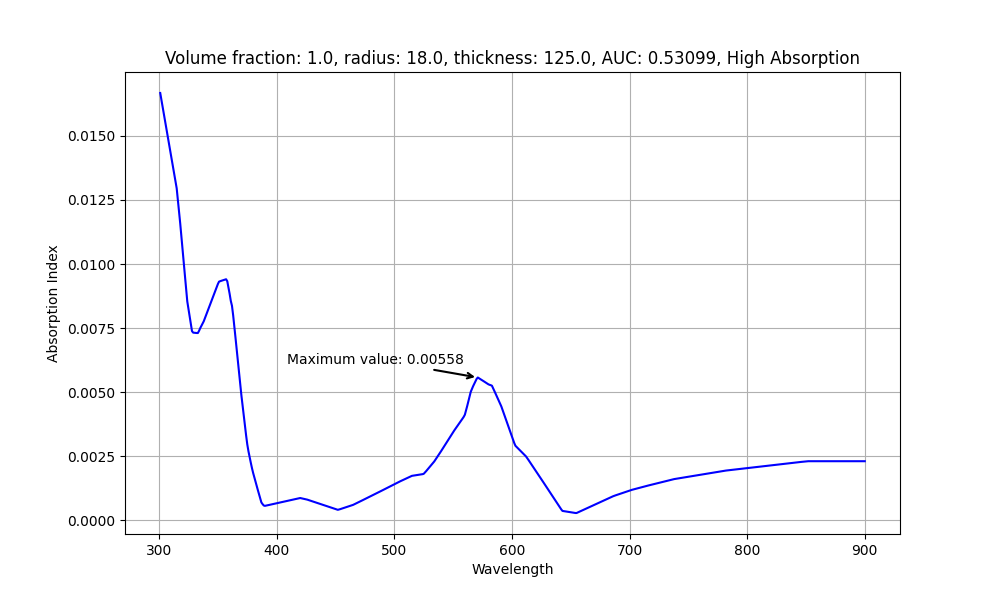 Volume fraction: 1.0, radius: 18.0, thickness: 125.0, AUC: 0.53099, High Absorption
Absorption Index
0.0150
0.0125
0.0100
0.0075
0.0050
0.0025
0.0000
Maximum value: 0.00558
300 400 500 600 700 800 900
Wavelength